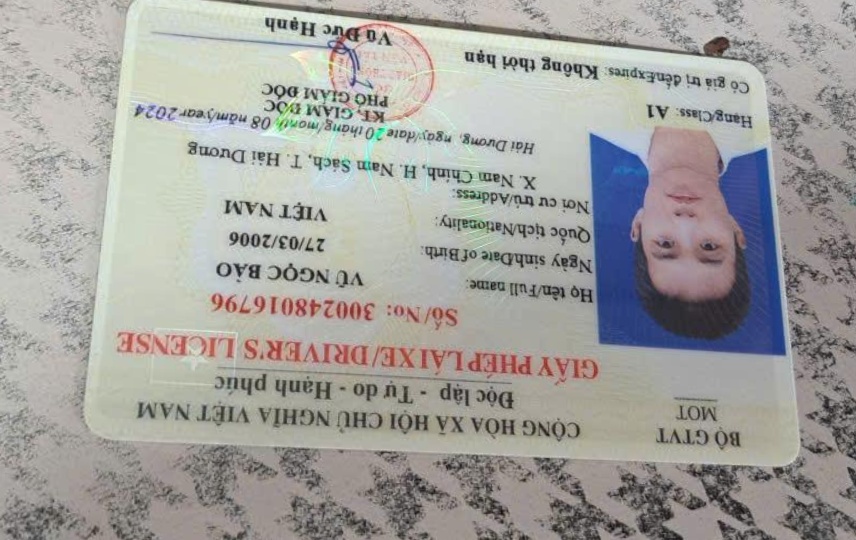 BỘ GTVT
MOT
CỘNG HÒA XÃ HỘI CHỦ NGHĨA VIỆT NAM
Độc lập - Tự do - Hạnh phúc
GIẤY PHÉP LÁI XE/DRIVER'S LICENSE
Số/No: 300248016796
Họ tên/Full name: VŨ NGỌC BẢO
Ngày sinh/Date of Birth: 27/03/2006
Quốc tịch/Nationality: VIỆT NAM
Nơi cư trú/Address:
X. Nam Chính, H. Nam Sách, T. Hải Dương
Hải Dương, ngày/date 20 tháng/month 08 năm/year 2024
KT. GIÁM ĐỐC
PHÓ GIÁM ĐỐC
Hạng/Class: A1
Có giá trị đến/Expires: Không thời hạn
Vũ Đức Hạnh